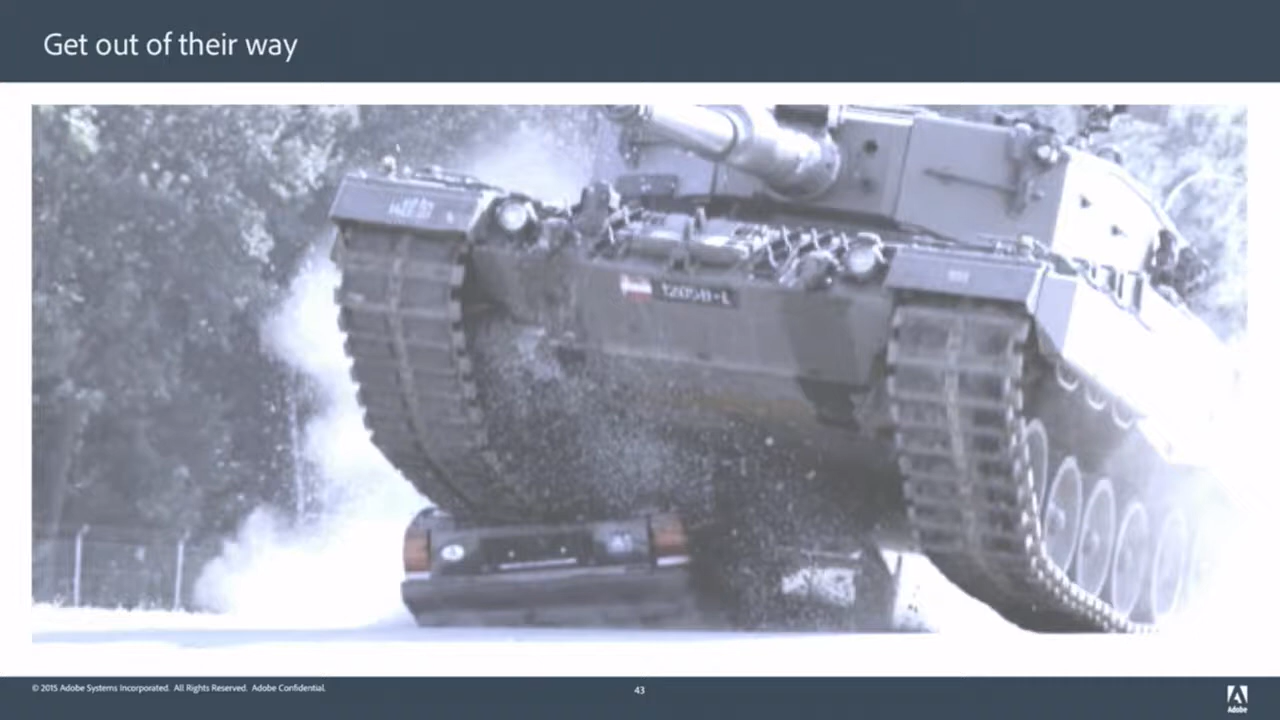 Get out of their way
© 2015 Adobe Systems Incorporated. All Rights Reserved. Adobe Confidential.
43
Adobe